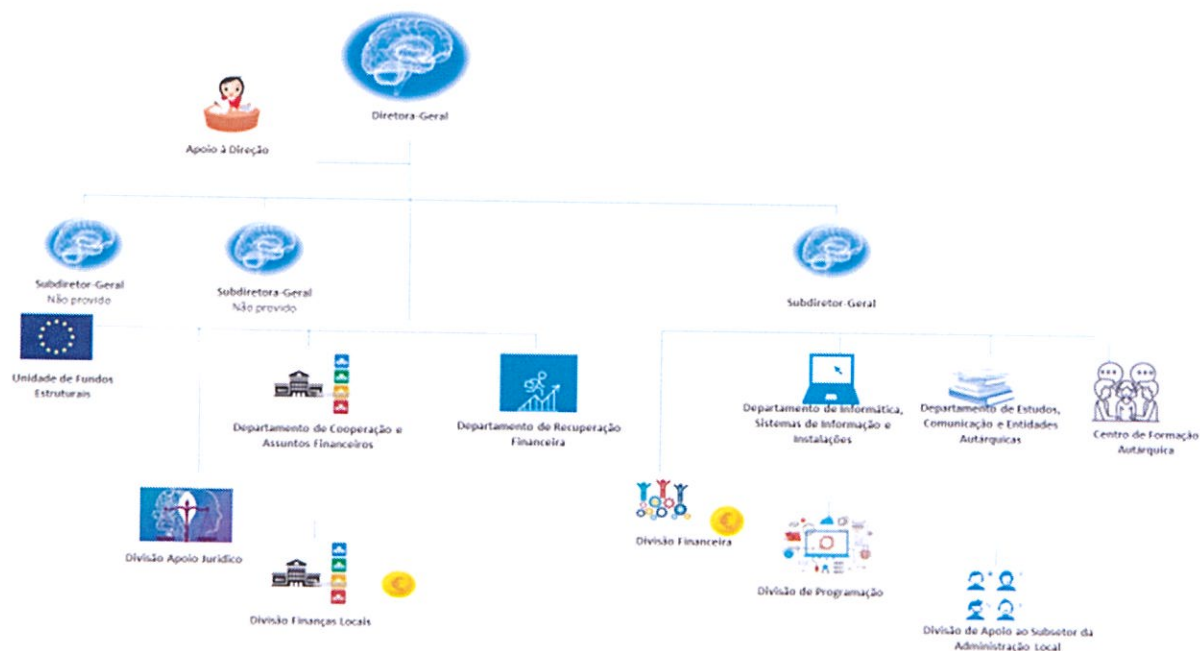 Diretora-Geral
Apoio à Direção
Subdiretor-Geral
Não provido
Subdiretora-Geral
Não provido
Subdiretor-Geral
Unidade de Fundos
Estruturais
Departamento de Cooperação e
Assuntos Financeiros
Departamento de Recuperação
Financeira
Departamento de Informática,
Sistemas de Informação e
Instalações
Departamento de Estudos,
Comunicação e Entidades
Autárquicas
Centro de Formação
Autárquica
Divisão Apoio Jurídico
Divisão Finanças Locais
Divisão Financeira
Divisão de Programação
Divisão de Apoio ao Subsetor da
Administração Local